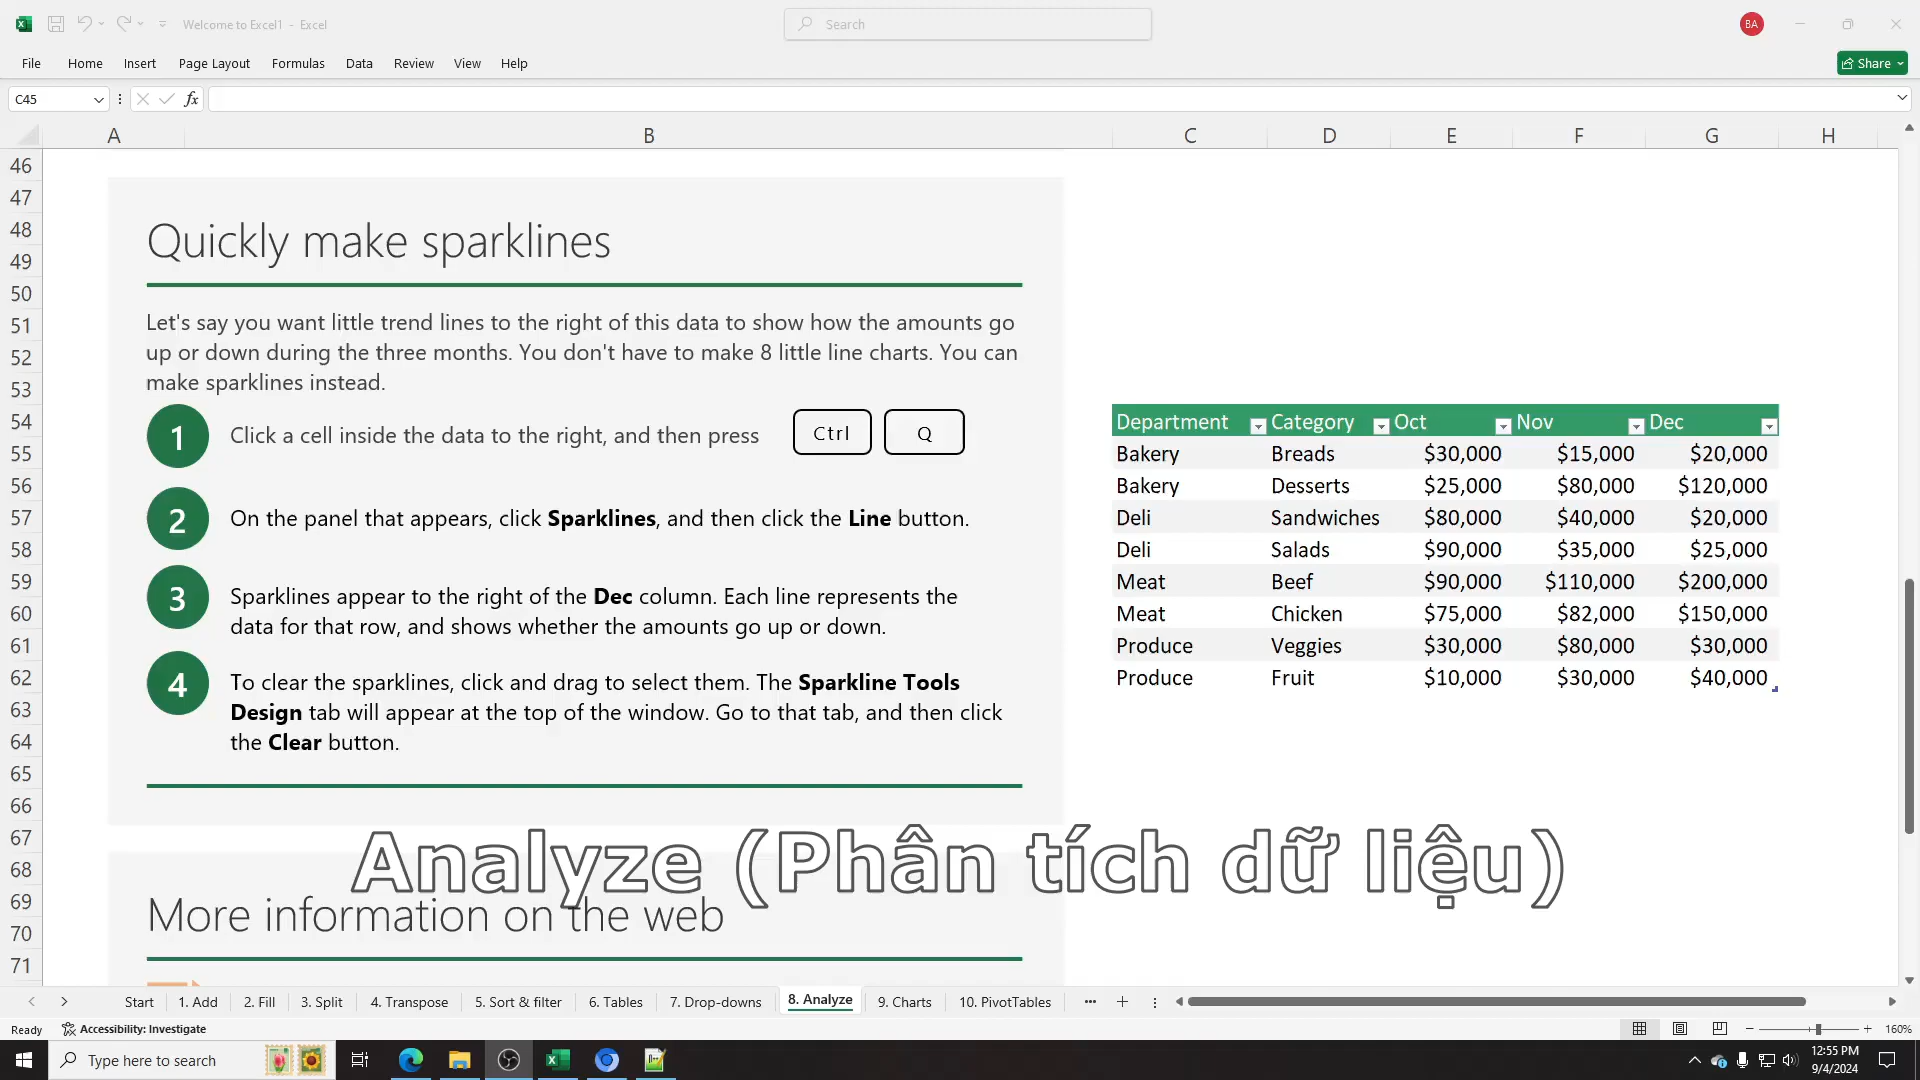 Welcome to Excel1 - Excel
Search
BA
File Home Insert Page Layout Formulas Data Review View Help
Share
C45
fx
A B C D E F G H
46
47
48
49
50
51
52
53
54
55
56
57
58
59
60
61
62
63
64
65
66
67
68
69
70
71
Quickly make sparklines
Let's say you want little trend lines to the right of this data to show how the amounts go
up or down during the three months. You don't have to make 8 little line charts. You can
make sparklines instead.
1 Click a cell inside the data to the right, and then press Ctrl Q
2 On the panel that appears, click Sparklines, and then click the Line button.
3 Sparklines appear to the right of the Dec column. Each line represents the
data for that row, and shows whether the amounts go up or down.
4 To clear the sparklines, click and drag to select them. The Sparkline Tools
Design tab will appear at the top of the window. Go to that tab, and then click
the Clear button.
Department Category Oct Nov Dec
Bakery Breads $30,000 $15,000 $20,000
Bakery Desserts $25,000 $80,000 $120,000
Deli Sandwiches $80,000 $40,000 $20,000
Deli Salads $90,000 $35,000 $25,000
Meat Beef $90,000 $110,000 $200,000
Meat Chicken $75,000 $82,000 $150,000
Produce Veggies $30,000 $80,000 $30,000
Produce Fruit $10,000 $30,000 $40,000
Analyze (Phân tích dữ liệu)
More information on the web
Start 1. Add 2. Fill 3. Split 4. Transpose 5. Sort & filter 6. Tables 7. Drop-downs 8. Analyze 9. Charts 10. PivotTables
Ready Accessibility: Investigate 160%
Type here to search
12:55 PM
9/4/2024